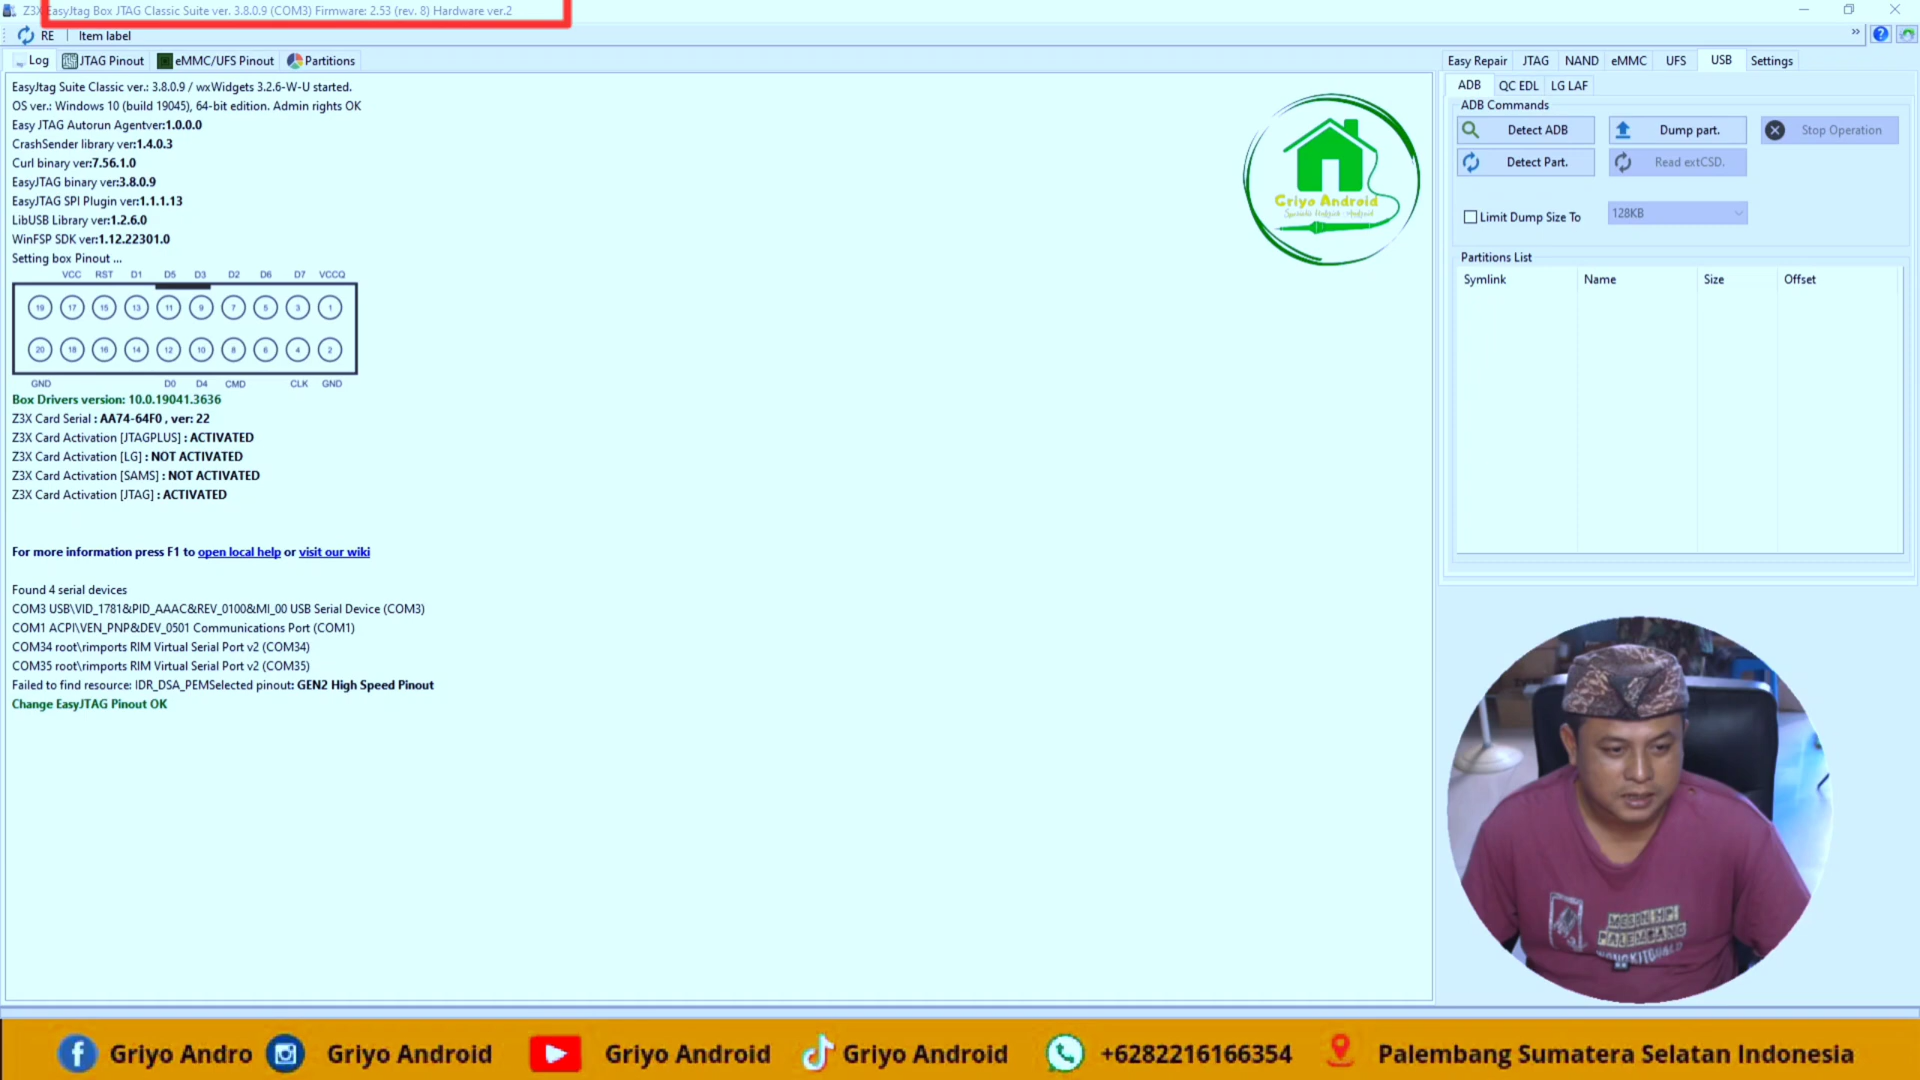 Z3X EasyJtag Box JTAG Classic Suite ver. 3.8.0.9 (COM3) Firmware: 2.53 (rev. 8) Hardware ver.2
RE
Item label
»
Log
JTAG Pinout
eMMC/UFS Pinout
Partitions
EasyJtag Suite Classic ver.: 3.8.0.9 / wxWidgets 3.2.6-W-U started.
OS ver.: Windows 10 (build 19045), 64-bit edition. Admin rights OK
Easy JTAG Autorun Agentver:1.0.0.0
CrashSender library ver:1.4.0.3
Curl binary ver:7.56.1.0
EasyJTAG binary ver:3.8.0.9
EasyJTAG SPI Plugin ver:1.1.1.13
LibUSB Library ver:1.2.6.0
WinFSP SDK ver:1.12.22301.0
Setting box Pinout ...
VCC RST D1 D5 D3 D2 D6 D7 VCCQ
19 17 15 13 11 9 7 5 3 1
20 18 16 14 12 10 8 6 4 2
GND D0 D4 CMD CLK GND
Box Drivers version: 10.0.19041.3636
Z3X Card Serial : AA74-64F0 , ver: 22
Z3X Card Activation [JTAGPLUS] : ACTIVATED
Z3X Card Activation [LG] : NOT ACTIVATED
Z3X Card Activation [SAMS] : NOT ACTIVATED
Z3X Card Activation [JTAG] : ACTIVATED
For more information press F1 to open local help or visit our wiki
Found 4 serial devices
COM3 USB\VID_1781&PID_AAAC&REV_0100&MI_00 USB Serial Device (COM3)
COM1 ACPI\VEN_PNP&DEV_0501 Communications Port (COM1)
COM34 root\rimports RIM Virtual Serial Port v2 (COM34)
COM35 root\rimports RIM Virtual Serial Port v2 (COM35)
Failed to find resource: IDR_DSA_PEMSelected pinout: GEN2 High Speed Pinout
Change EasyJTAG Pinout OK
Griyo Android
Spesialis Hardsik - Android
Easy Repair
JTAG
NAND
eMMC
UFS
USB
Settings
ADB
QC EDL
LG LAF
ADB Commands
Detect ADB
Dump part.
Stop Operation
Detect Part.
Read extCSD.
Limit Dump Size To
128KB
Partitions List
Symlink
Name
Size
Offset
MESIN HP
PALEMBANG
WONGKITOGALO
Griyo Andro
Griyo Android
Griyo Android
Griyo Android
+6282216166354
Palembang Sumatera Selatan Indonesia